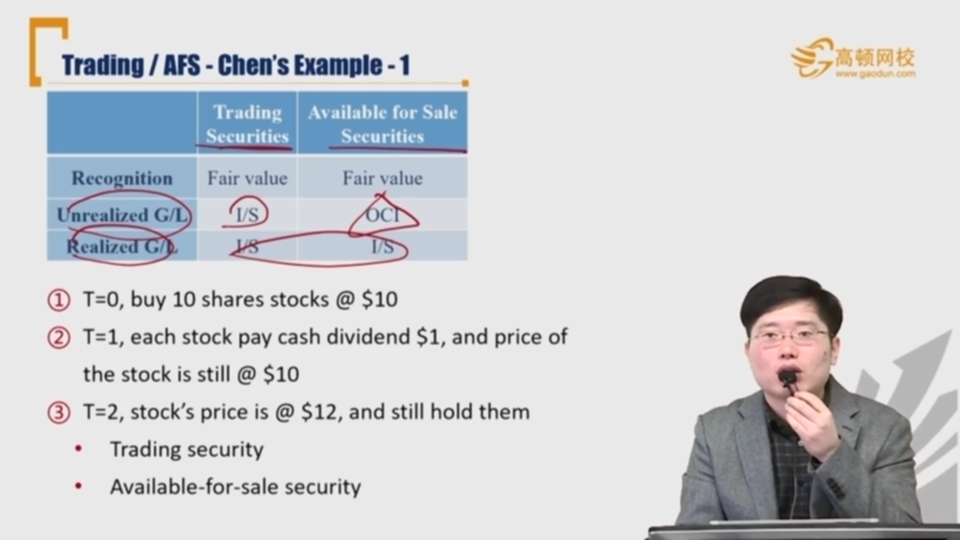 Trading / AFS - Chen's Example - 1
高顿网校
www.gaodun.com
Trading Securities
Available for Sale Securities
Recognition Fair value Fair value
Unrealized G/L I/S OCI
Realized G/L I/S I/S
① T=0, buy 10 shares stocks @ $10
② T=1, each stock pay cash dividend $1, and price of
the stock is still @ $10
③ T=2, stock's price is @ $12, and still hold them
• Trading security
• Available-for-sale security